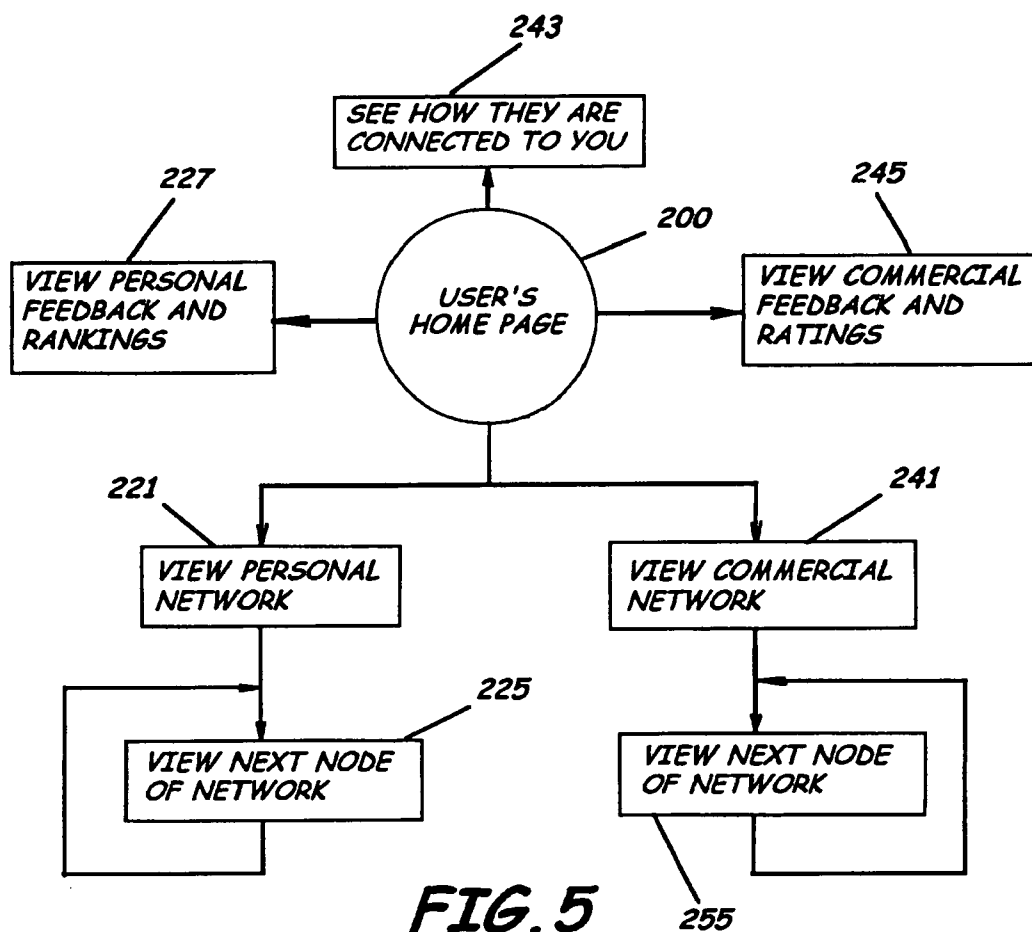 243
SEE HOW THEY ARE
CONNECTED TO YOU
227
VIEW PERSONAL
FEEDBACK AND
RANKINGS
200
USER'S
HOME PAGE
245
VIEW COMMERCIAL
FEEDBACK AND
RATINGS
221
VIEW PERSONAL
NETWORK
241
VIEW COMMERCIAL
NETWORK
225
VIEW NEXT NODE
OF NETWORK
VIEW NEXT NODE
OF NETWORK
255
FIG.5